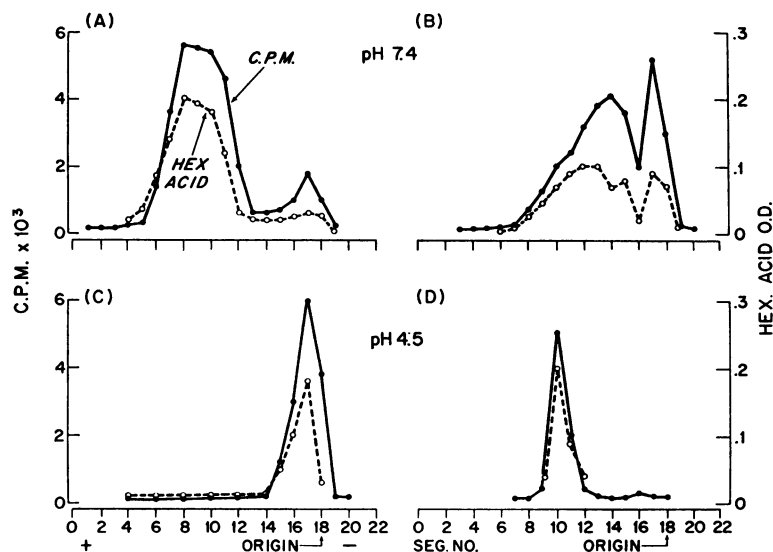 (A)
(B)
6
4
2
0
C.P.M.
HEX
ACID
pH 7.4
.3
.2
.1
0
C.P.M. x 10³
HEX. ACID O.D.
(C)
(D)
6
4
2
0
pH 4.5
.3
.2
.1
0
0 2 4 6 8 10 12 14 16 18 20 22
0 2 4 6 8 10 12 14 16 18 20 22
+ ORIGIN −
SEG. NO. ORIGIN